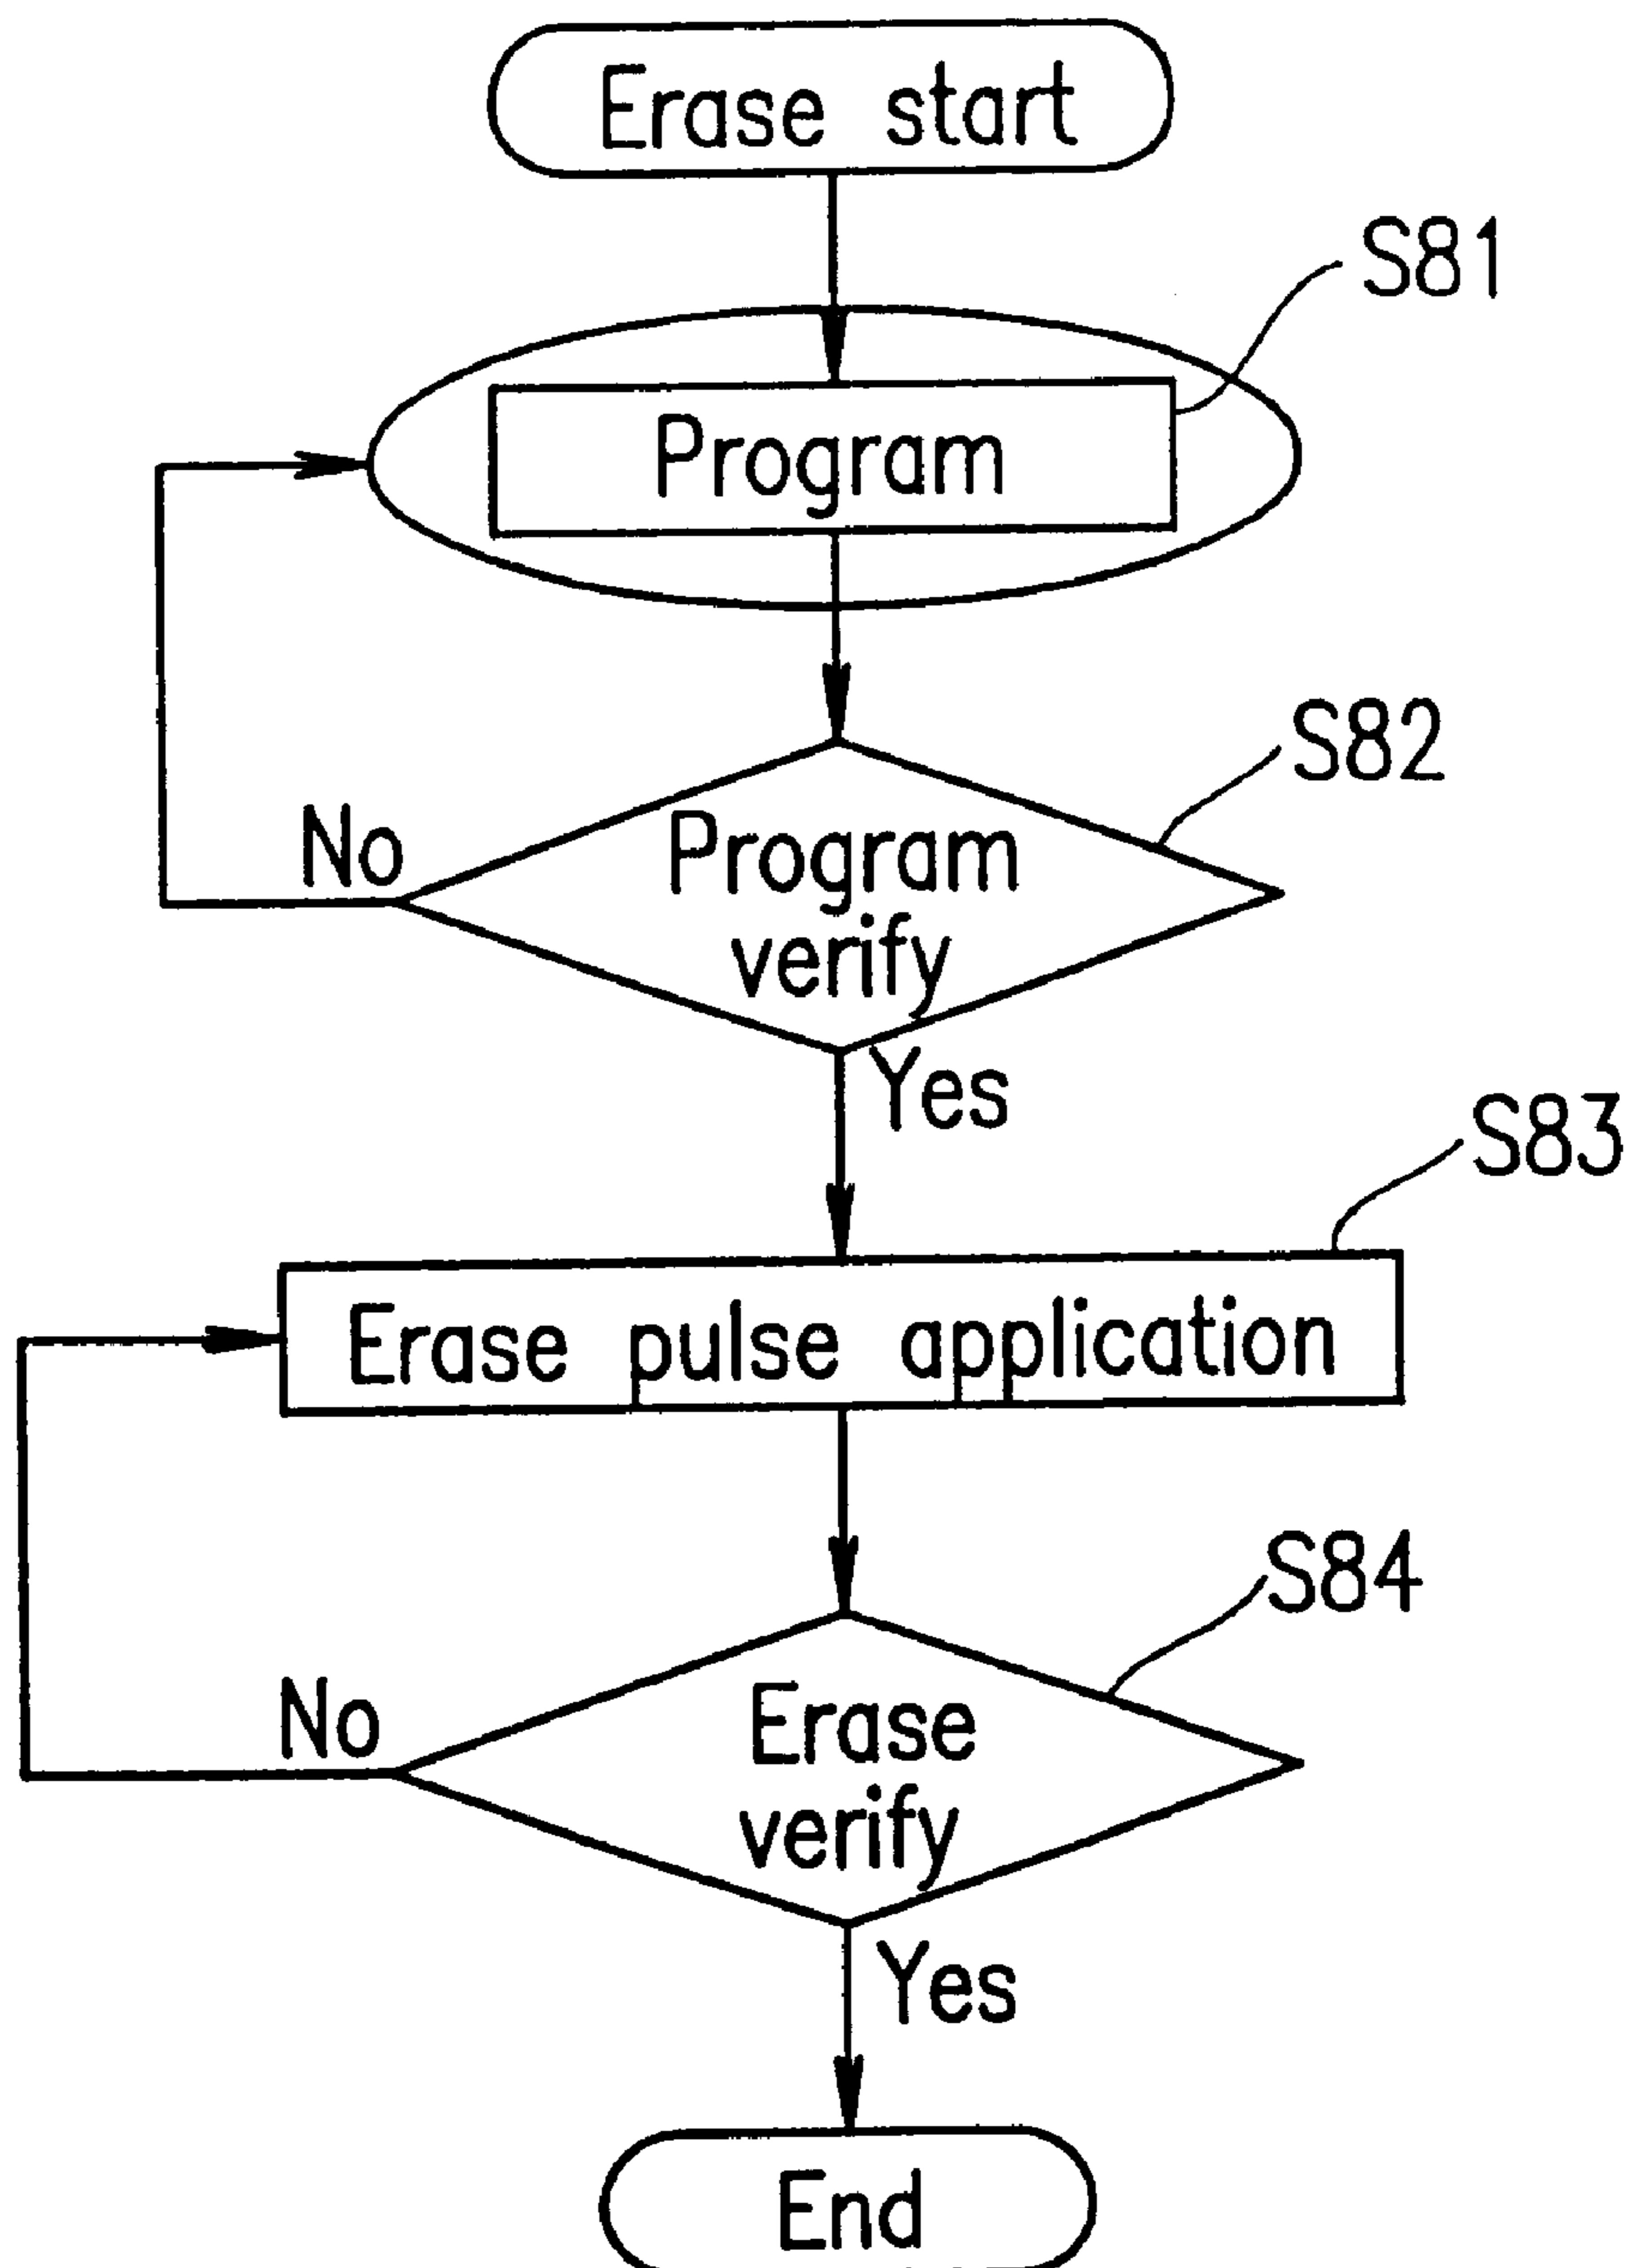 Erase start
S81
Program
S82
No
Program
verify
Yes
S83
Erase pulse application
S84
No
Erase
verify
Yes
End